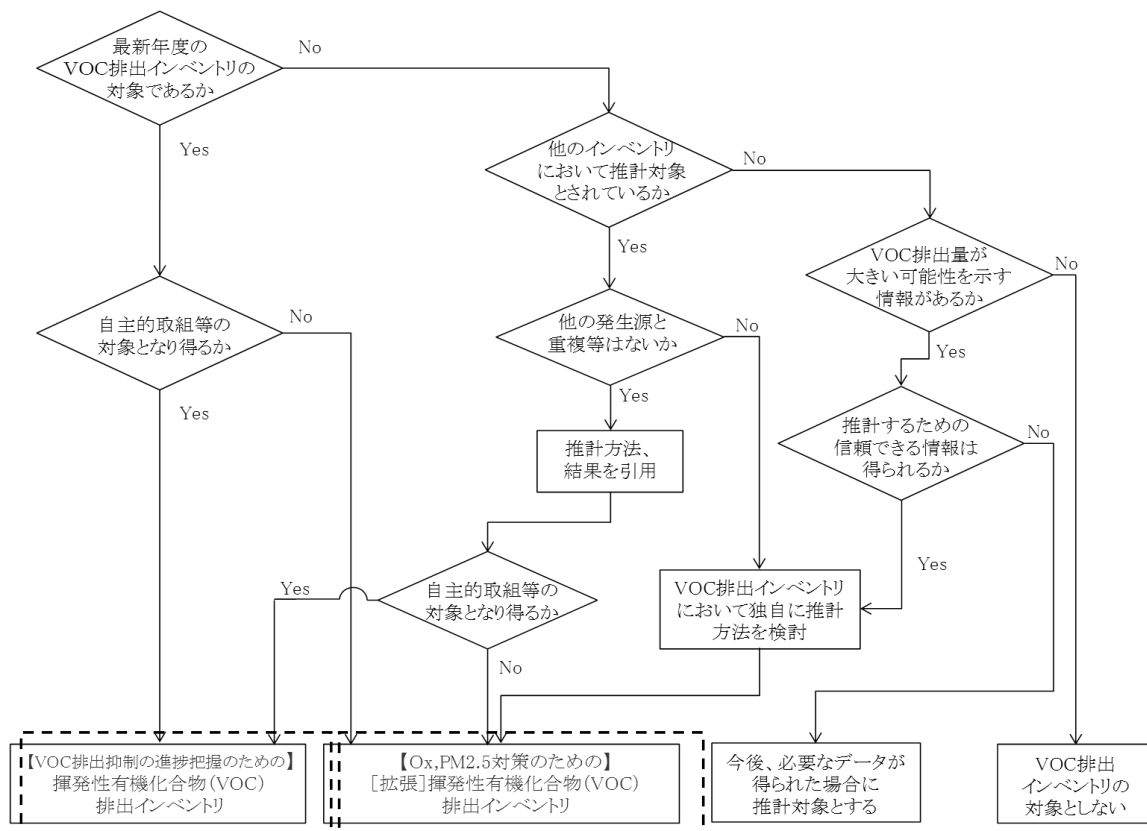 最新年度の
VOC排出インベントリの
対象であるか
No
Yes
他のインベントリ
において推計対象
とされているか
No
Yes
VOC排出量が
大きい可能性を示す
情報があるか
No
Yes
自主的取組等の
対象となり得るか
No
Yes
他の発生源と
重複等はないか
No
Yes
推計するための
信頼できる情報は
得られるか
No
Yes
推計方法、
結果を引用
自主的取組等の
対象となり得るか
Yes
No
VOC排出インベントリ
において独自に推計
方法を検討
【VOC排出抑制の進捗把握のための】
揮発性有機化合物(VOC)
排出インベントリ
【Ox,PM2.5対策のための】
[拡張]揮発性有機化合物(VOC)
排出インベントリ
今後、必要なデータが
得られた場合に
推計対象とする
VOC排出
インベントリの
対象としない